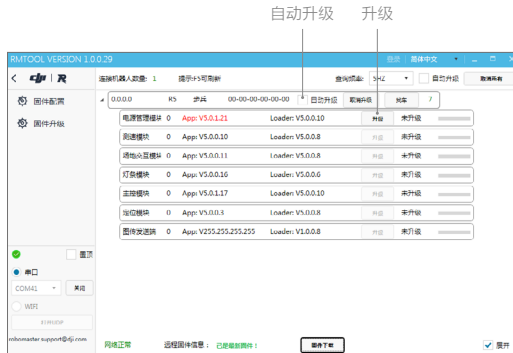 自动升级 升级
RMTOOL VERSION 1.0.0.29 登录 简体中文
连接机器人数量: 1 提示:F5可刷新 查询频率: 5HZ 自动升级 取消所有
固件配置
固件升级
0.0.0.0 R5 步兵 00-00-00-00-00-00 自动升级 取消升级 7
电源管理模块 0 App: V5.0.1.21 Loader: V5.0.0.10 升级 未升级
测速模块 0 App: V5.0.0.10 Loader: V5.0.0.8 升级 未升级
场地交互模块 0 App: V5.0.0.11 Loader: V5.0.0.8 升级 未升级
灯条模块 0 App: V5.0.0.16 Loader: V5.0.0.6 升级 未升级
主控模块 0 App: V5.0.1.17 Loader: V5.0.0.10 升级 未升级
定位模块 0 App: V5.0.0.3 Loader: V5.0.0.8 升级 未升级
图传发送端 0 App: V255.255.255.255 Loader: V1.0.0.8 升级 未升级
置顶
串口
COM41 关闭
WIFI
robomaster.support@dji.com
网络正常 远程固件信息: 已是最新固件! 固件下载 展开